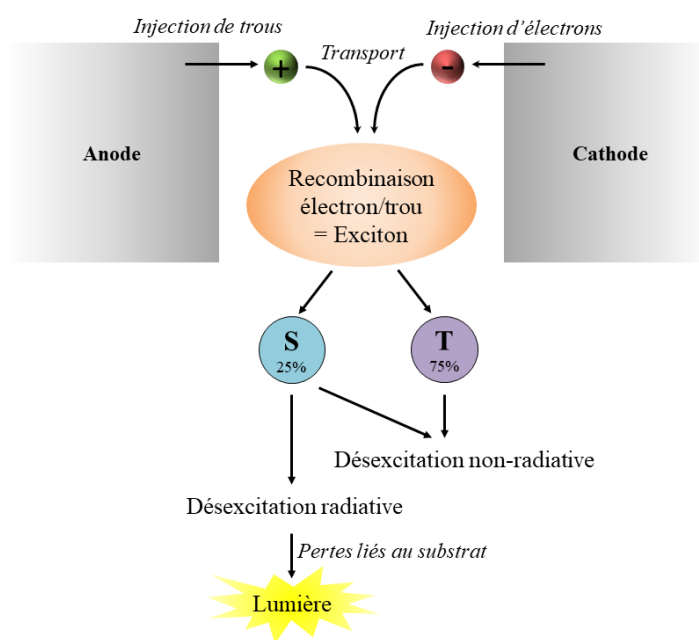 Injection de trous
Injection d’électrons
+
Transport
-
Anode
Cathode
Recombinaison
électron/trou
= Exciton
S
25%
T
75%
Désexcitation non-radiative
Désexcitation radiative
Pertes liés au substrat
Lumière